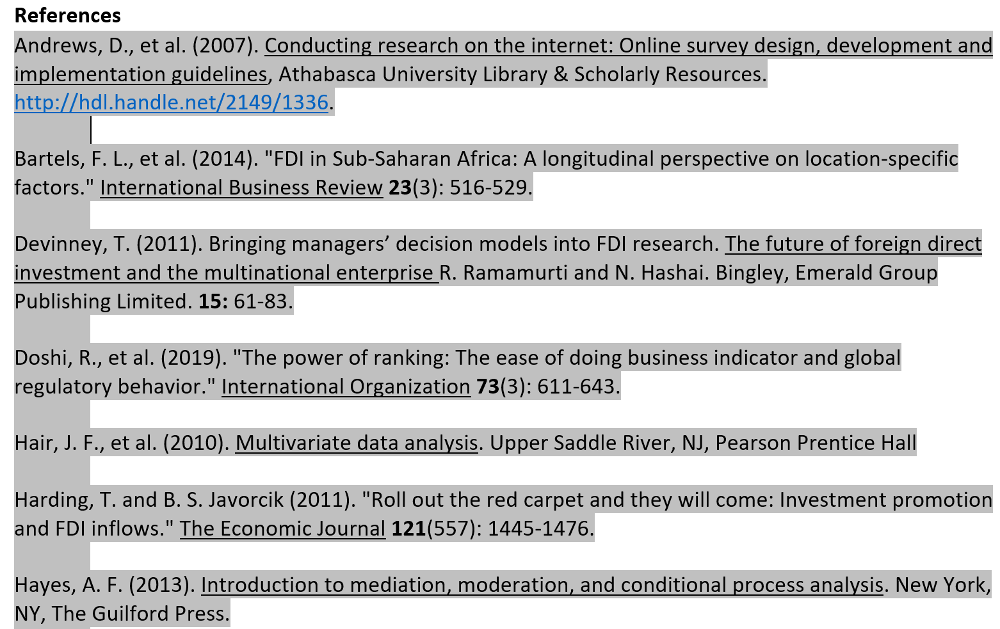 References
Andrews, D., et al. (2007). Conducting research on the internet: Online survey design, development and
implementation guidelines, Athabasca University Library & Scholarly Resources.
http://hdl.handle.net/2149/1336.
Bartels, F. L., et al. (2014). "FDI in Sub-Saharan Africa: A longitudinal perspective on location-specific
factors." International Business Review 23(3): 516-529.
Devinney, T. (2011). Bringing managers’ decision models into FDI research. The future of foreign direct
investment and the multinational enterprise R. Ramamurti and N. Hashai. Bingley, Emerald Group
Publishing Limited. 15: 61-83.
Doshi, R., et al. (2019). "The power of ranking: The ease of doing business indicator and global
regulatory behavior." International Organization 73(3): 611-643.
Hair, J. F., et al. (2010). Multivariate data analysis. Upper Saddle River, NJ, Pearson Prentice Hall
Harding, T. and B. S. Javorcik (2011). "Roll out the red carpet and they will come: Investment promotion
and FDI inflows." The Economic Journal 121(557): 1445-1476.
Hayes, A. F. (2013). Introduction to mediation, moderation, and conditional process analysis. New York,
NY, The Guilford Press.